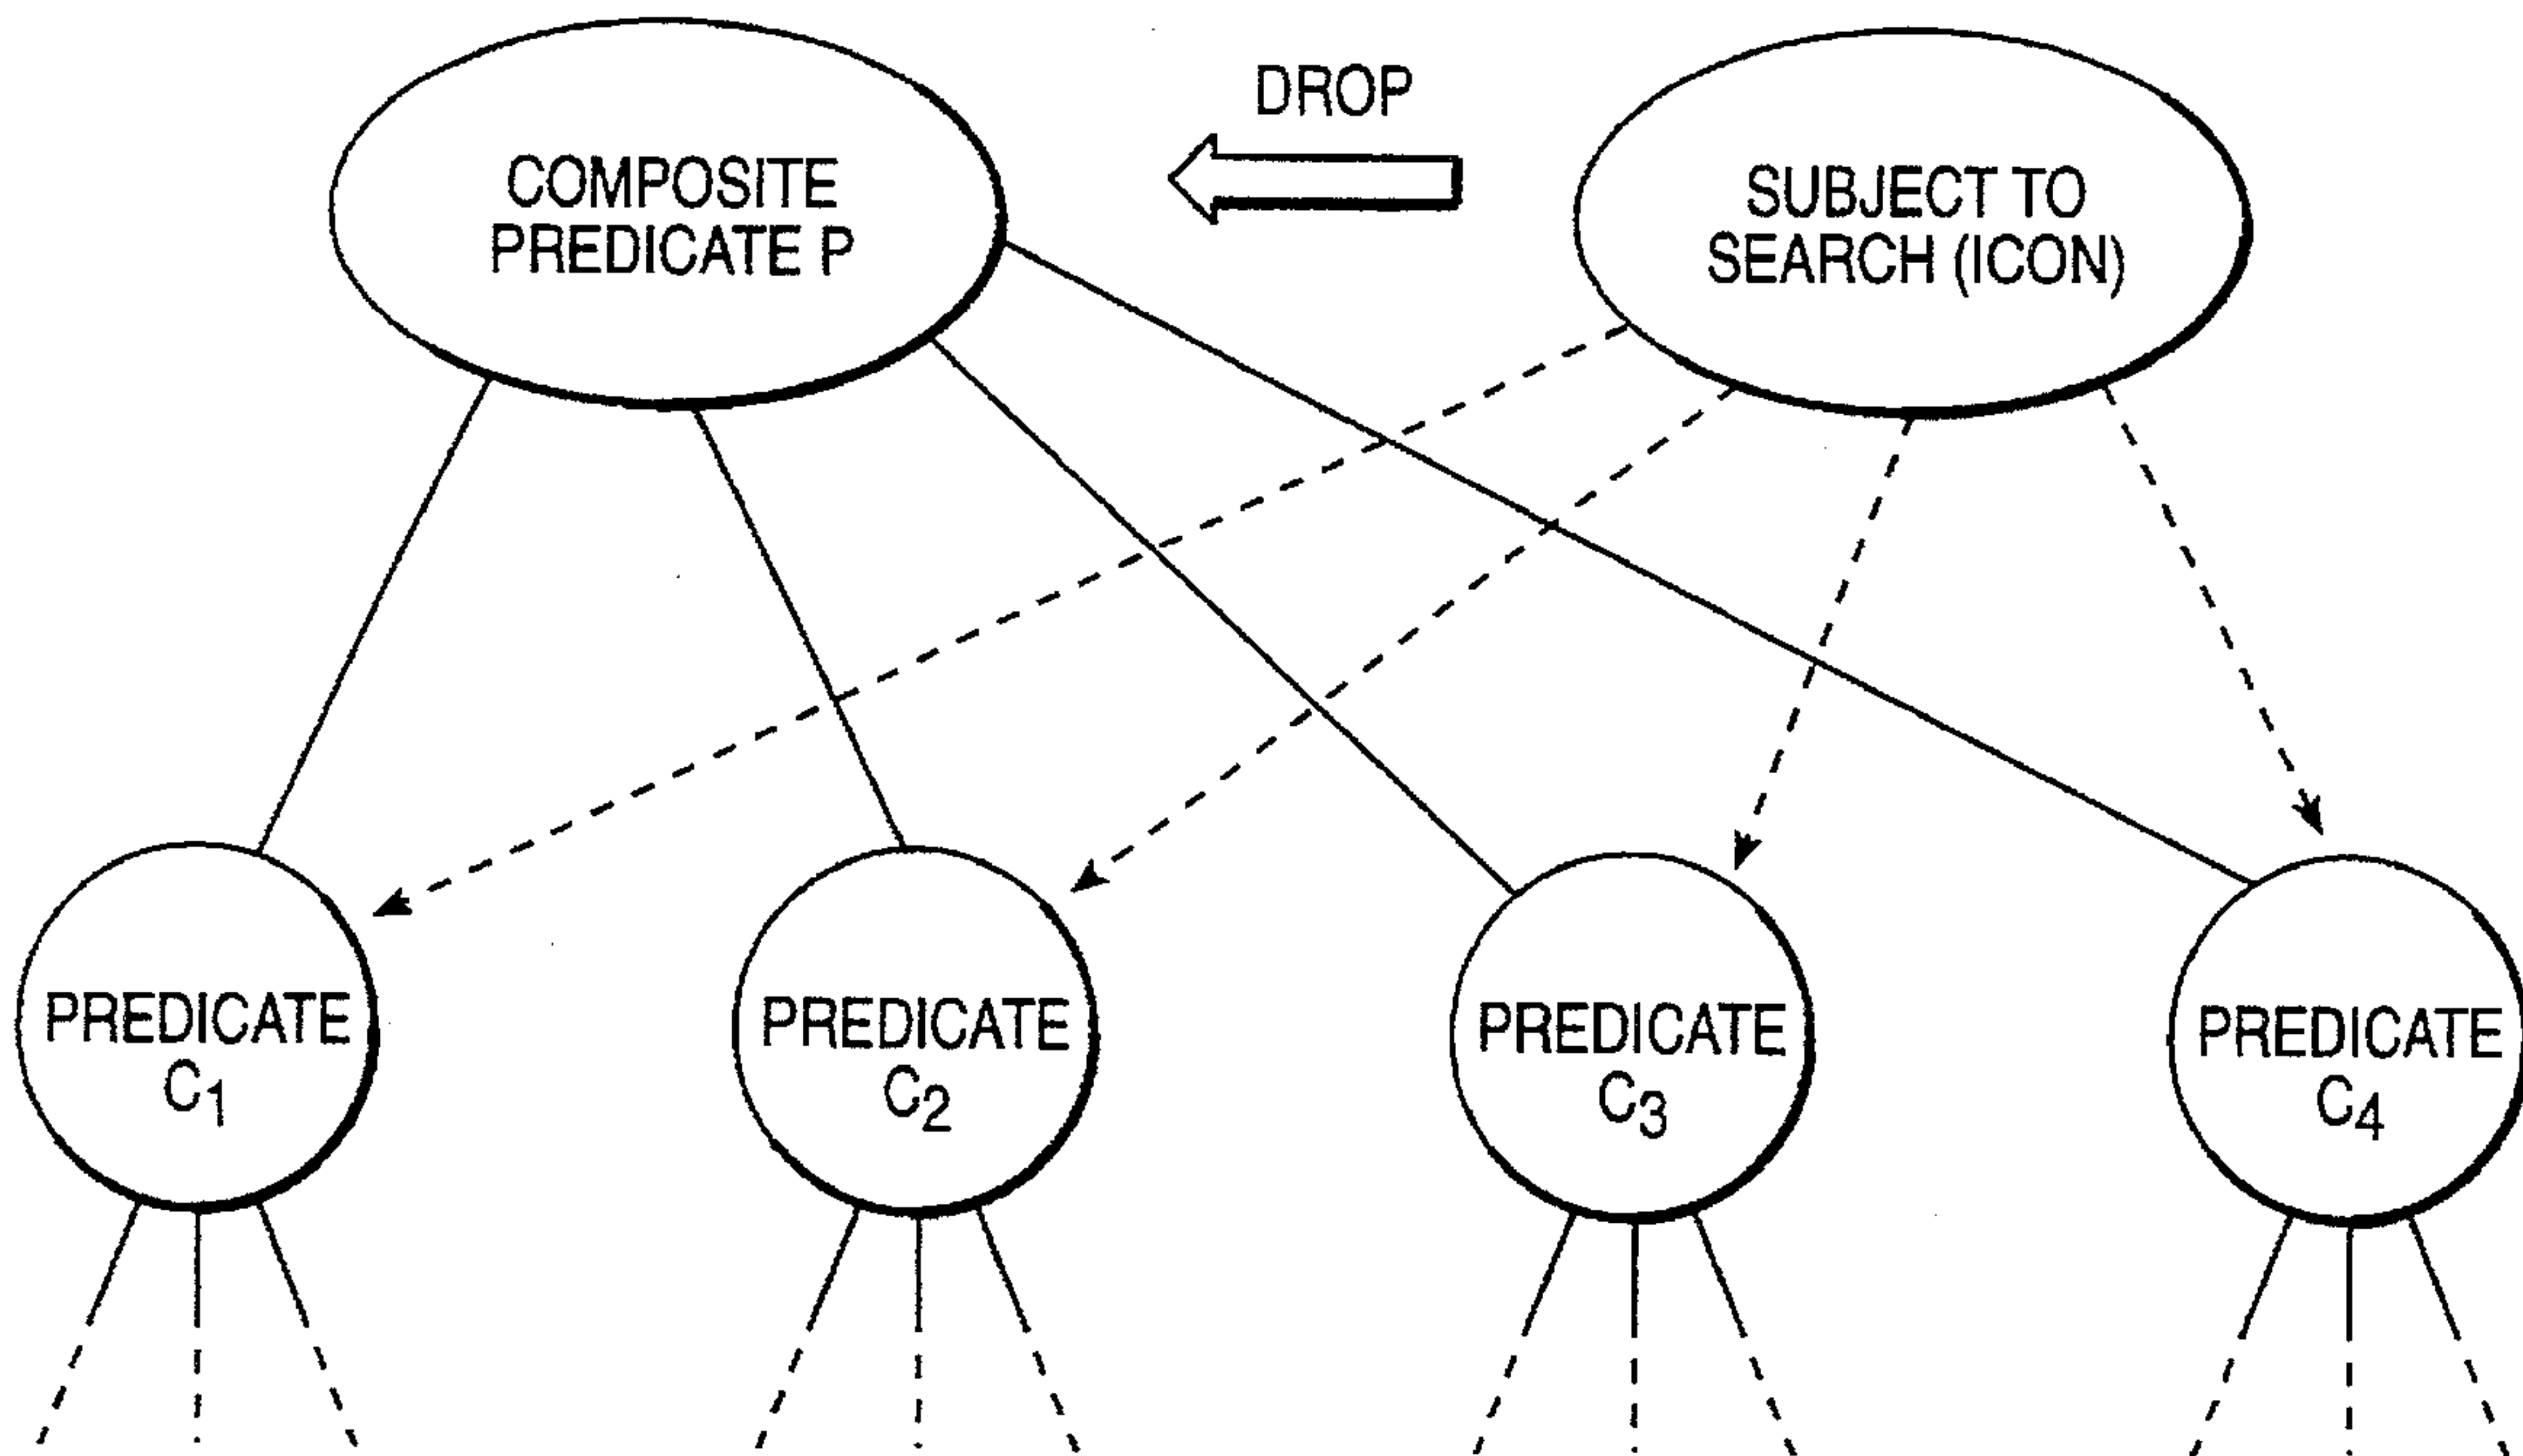 DROP
COMPOSITE
PREDICATE P
SUBJECT TO
SEARCH (ICON)
PREDICATE
C1
PREDICATE
C2
PREDICATE
C3
PREDICATE
C4